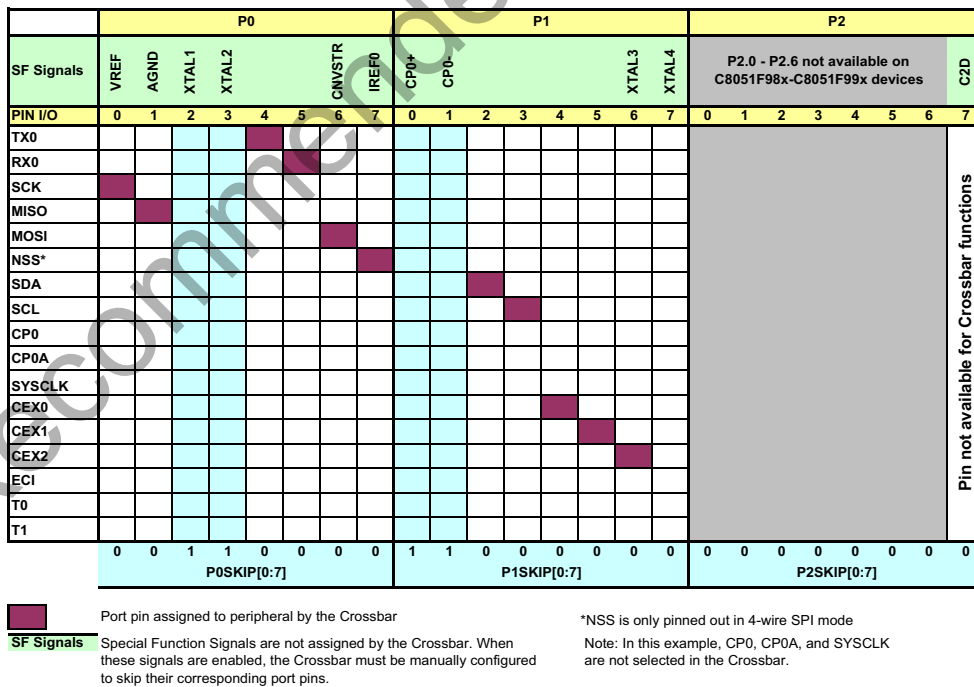 P0 P1 P2
SF Signals VREF AGND XTAL1 XTAL2 CNVSTR IREF0 CP0+ CP0- XTAL3 XTAL4 P2.0 - P2.6 not available on C2D
C8051F98x-C8051F99x devices
PIN I/O 0 1 2 3 4 5 6 7 0 1 2 3 4 5 6 7 0 1 2 3 4 5 6 7
TX0
RX0
SCK
MISO
MOSI
NSS*
SDA
SCL
CP0
CP0A
SYSCLK
CEX0
CEX1
CEX2
ECI
T0
T1
Pin not available for Crossbar functions
0 0 1 1 0 0 0 0 1 1 0 0 0 0 0 0 0 0 0 0 0 0 0 0
P0SKIP[0:7] P1SKIP[0:7] P2SKIP[0:7]
Port pin assigned to peripheral by the Crossbar
SF Signals Special Function Signals are not assigned by the Crossbar. When
these signals are enabled, the Crossbar must be manually configured
to skip their corresponding port pins.
*NSS is only pinned out in 4-wire SPI mode
Note: In this example, CP0, CP0A, and SYSCLK
are not selected in the Crossbar.
ecommende